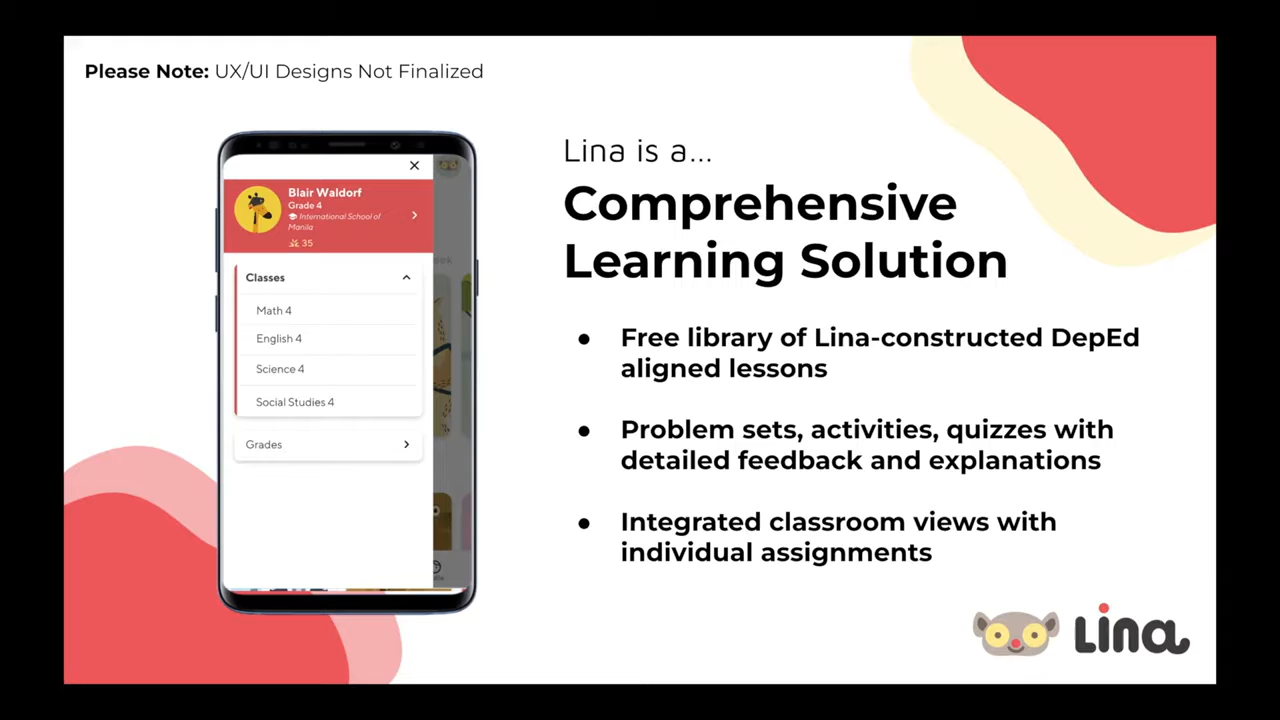 Please Note: UX/UI Designs Not Finalized
Blair Waldorf
Grade 4
International School of
Manila
35
Classes
Math 4
English 4
Science 4
Social Studies 4
Grades
Lina is a...
Comprehensive
Learning Solution
● Free library of Lina-constructed DepEd
aligned lessons
● Problem sets, activities, quizzes with
detailed feedback and explanations
● Integrated classroom views with
individual assignments
Lina